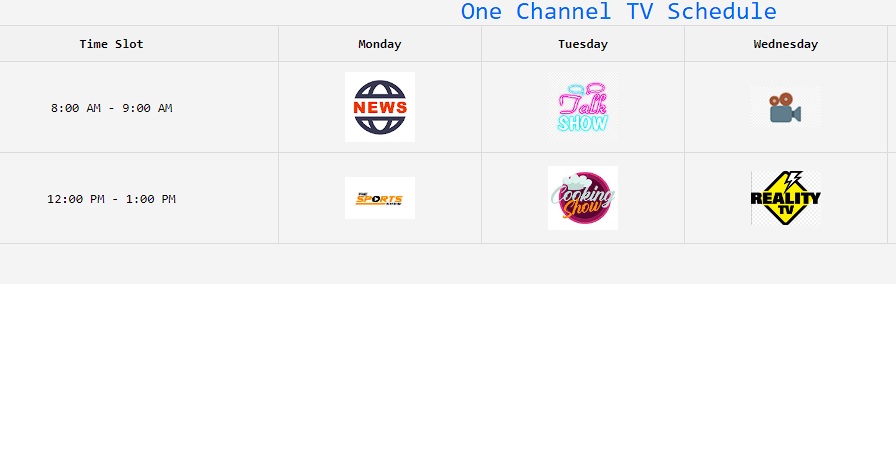 One Channel TV Schedule
Time Slot Monday Tuesday Wednesday
8:00 AM - 9:00 AM NEWS Talk SHOW
12:00 PM - 1:00 PM THE SPORTS SHOW Cooking Show REALITY TV